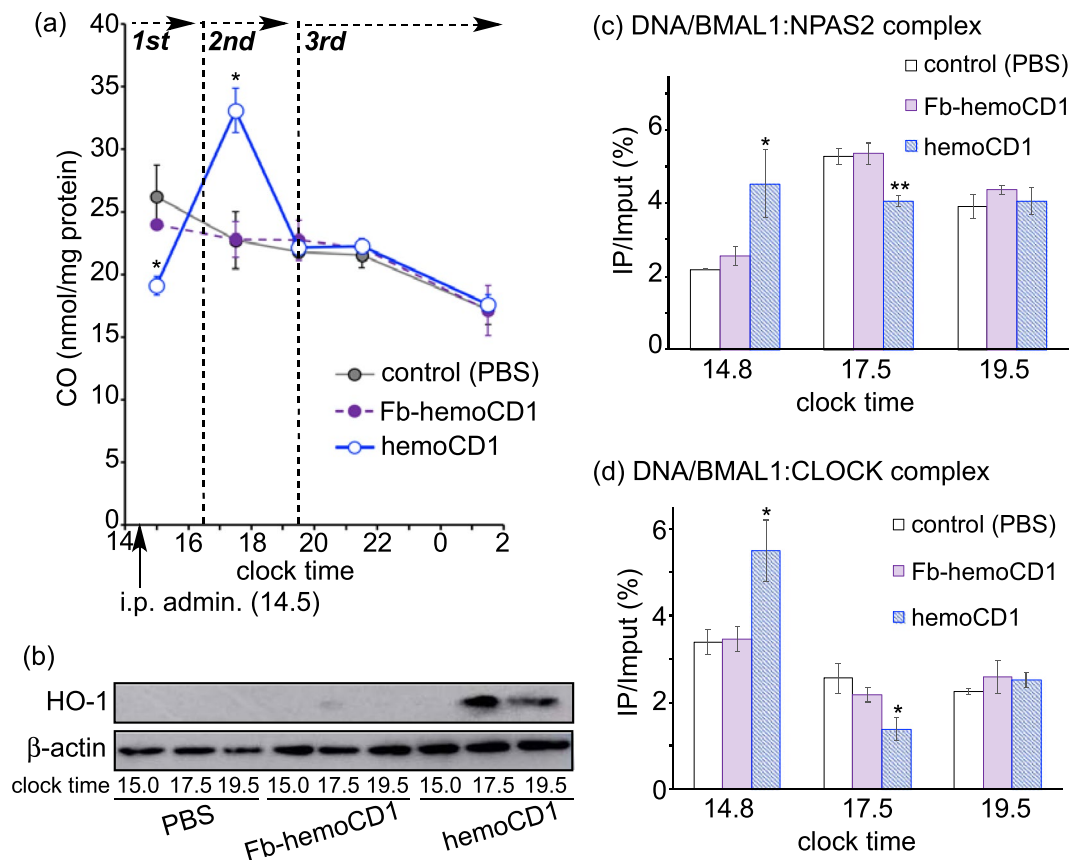 (a)
1st 2nd 3rd
40
35
30
25
20
15
10
5
0
CO (nmol/mg protein)
*
*
control (PBS)
Fb-hemoCD1
hemoCD1
14 16 18 20 22 0 2
clock time
i.p. admin. (14.5)
(b)
HO-1
β-actin
clock time 15.0 17.5 19.5 15.0 17.5 19.5 15.0 17.5 19.5
PBS Fb-hemoCD1 hemoCD1
(c) DNA/BMAL1:NPAS2 complex
control (PBS)
Fb-hemoCD1
hemoCD1
6
4
2
0
IP/Imput (%)
*
**
14.8 17.5 19.5
clock time
(d) DNA/BMAL1:CLOCK complex
control (PBS)
Fb-hemoCD1
hemoCD1
6
4
2
0
IP/Imput (%)
*
*
14.8 17.5 19.5
clock time